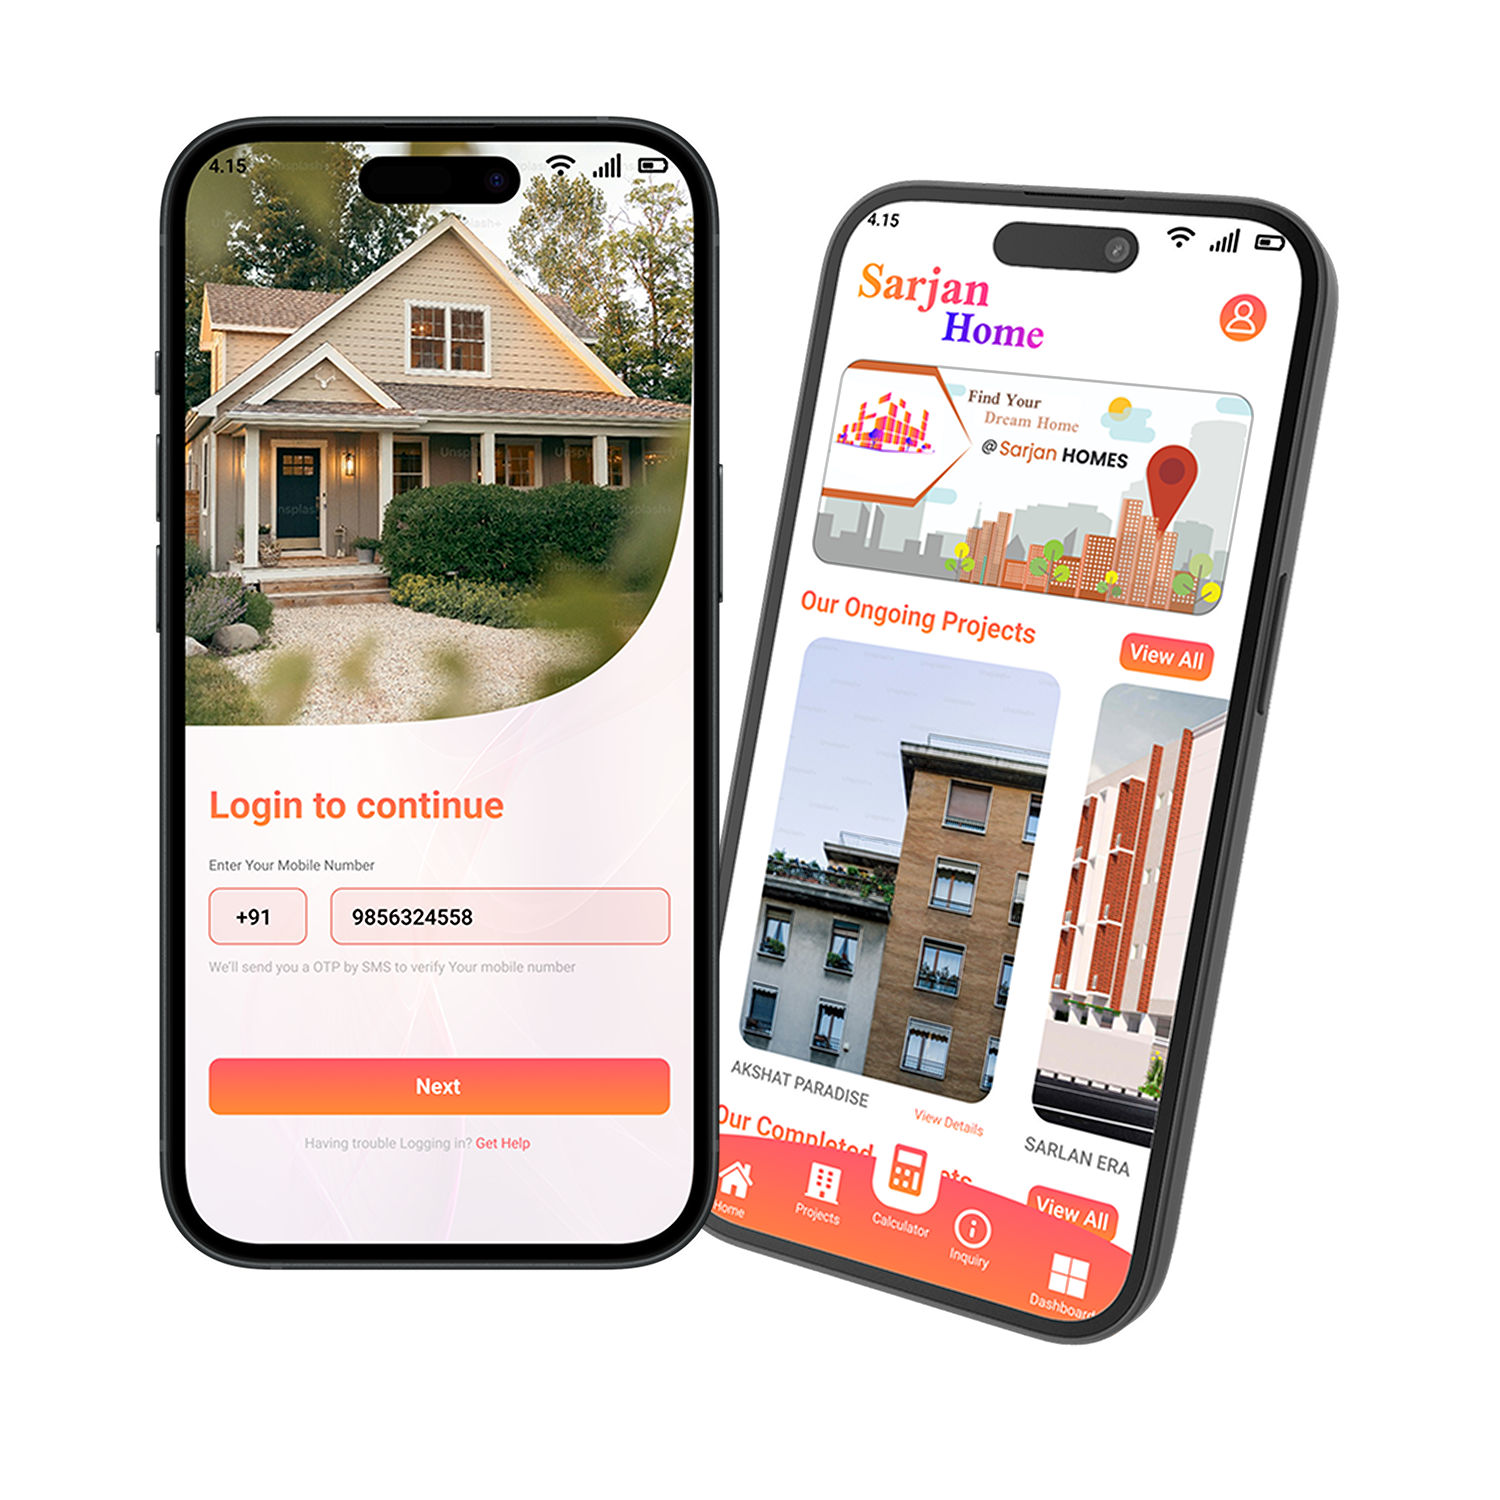 4.15
Login to continue
Enter Your Mobile Number
+91
9856324558
We'll send you a OTP by SMS to verify Your mobile number
Next
Having trouble Logging in? Get Help
4.15
Sarjan
Home
Find Your
Dream Home
@ Sarjan HOMES
Our Ongoing Projects
View All
AKSHAT PARADISE
View Details
SARLAN ERA
Our Completed
View All
Home
Projects
Calculator
Inquiry
Dashboard